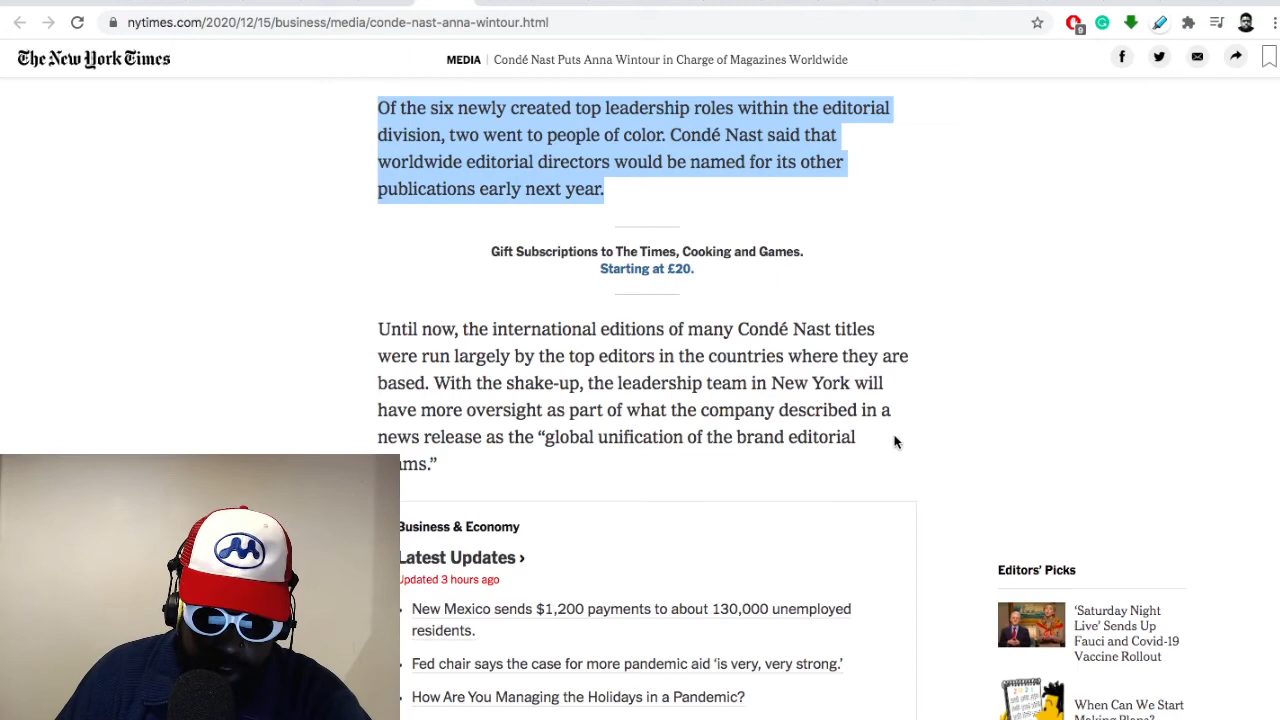 nytimes.com/2020/12/15/business/media/conde-nast-anna-wintour.html
9
The New York Times
MEDIA | Condé Nast Puts Anna Wintour in Charge of Magazines Worldwide
Of the six newly created top leadership roles within the editorial
division, two went to people of color. Condé Nast said that
worldwide editorial directors would be named for its other
publications early next year.
Gift Subscriptions to The Times, Cooking and Games.
Starting at £20.
Until now, the international editions of many Condé Nast titles
were run largely by the top editors in the countries where they are
based. With the shake-up, the leadership team in New York will
have more oversight as part of what the company described in a
news release as the “global unification of the brand editorial
ams.”
Business & Economy
Latest Updates ›
Updated 3 hours ago
New Mexico sends $1,200 payments to about 130,000 unemployed
residents.
Fed chair says the case for more pandemic aid ‘is very, very strong.’
How Are You Managing the Holidays in a Pandemic?
Editors’ Picks
‘Saturday Night
Live’ Sends Up
Fauci and Covid-19
Vaccine Rollout
When Can We Start
Making Plans?